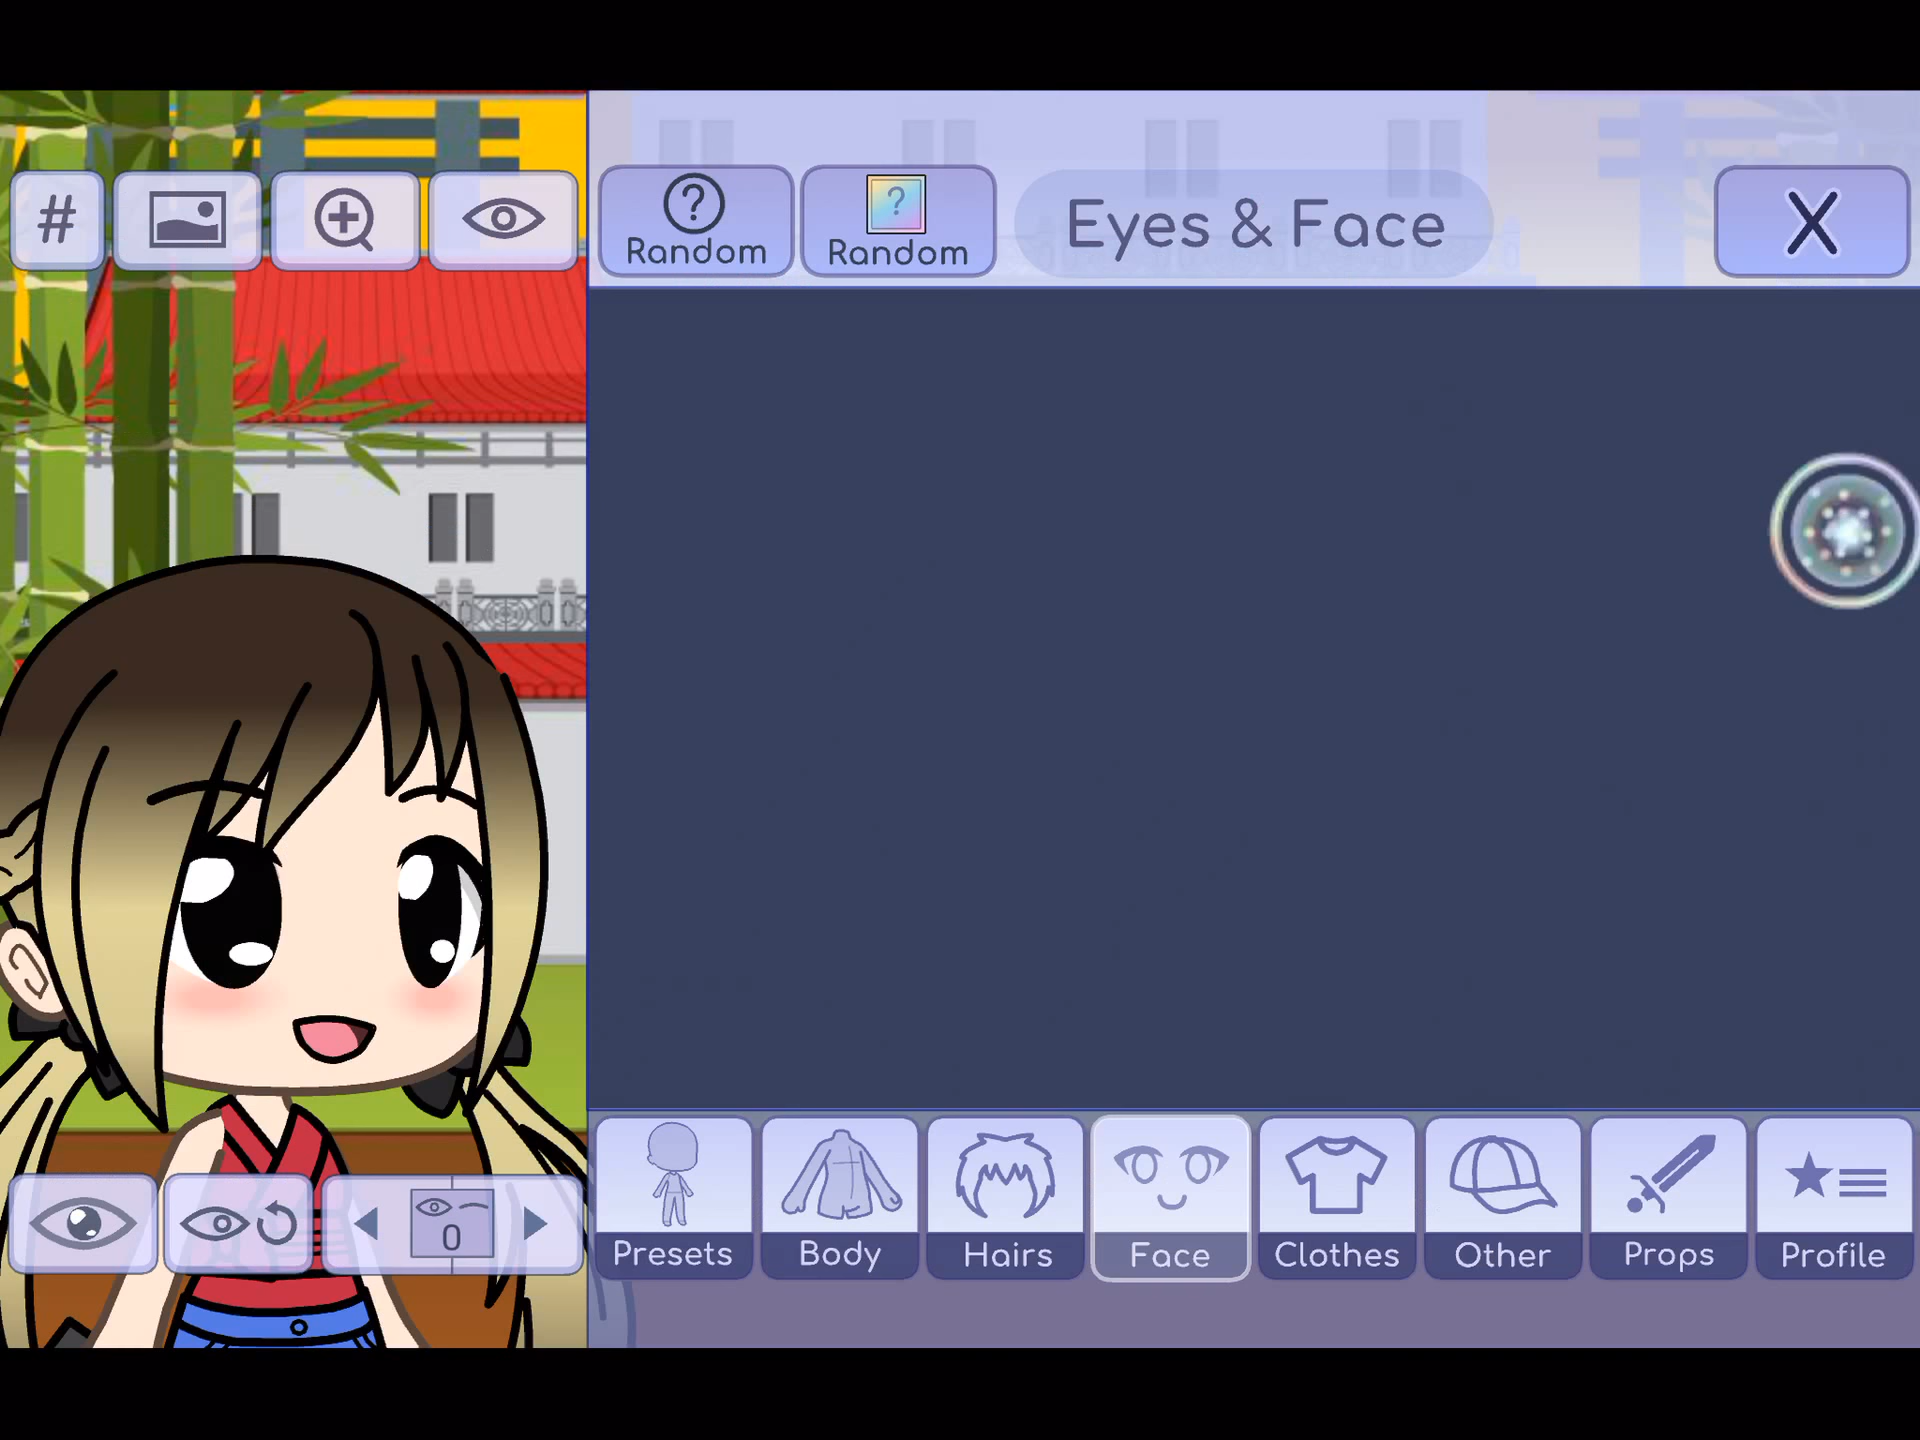 #
? Random
? Random
Eyes & Face
X
0
Presets
Body
Hairs
Face
Clothes
Other
Props
Profile